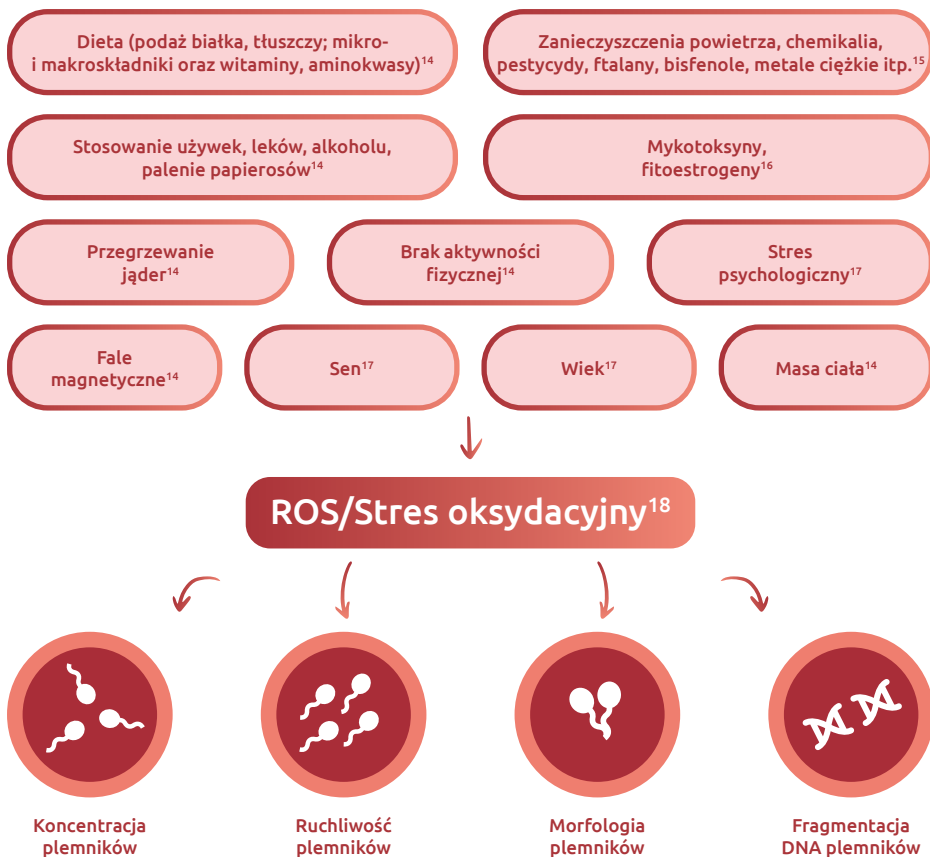 Dieta (podaż białka, tłuszczy; mikro-
i makroskładniki oraz witaminy, aminokwasy)¹⁴
Zanieczyszczenia powietrza, chemikalia,
pestycydy, ftalany, bisfenole, metale ciężkie itp.¹⁵
Stosowanie używek, leków, alkoholu,
palenie papierosów¹⁴
Mykotoksyny,
fitoestrogeny¹⁶
Przegrzewanie
jąder¹⁴
Brak aktywności
fizycznej¹⁴
Stres
psychologiczny¹⁷
Fale
magnetyczne¹⁴
Sen¹⁷
Wiek¹⁷
Masa ciała¹⁴
ROS/Stres oksydacyjny¹⁸
Koncentracja
plemników
Ruchliwość
plemników
Morfologia
plemników
Fragmentacja
DNA plemników